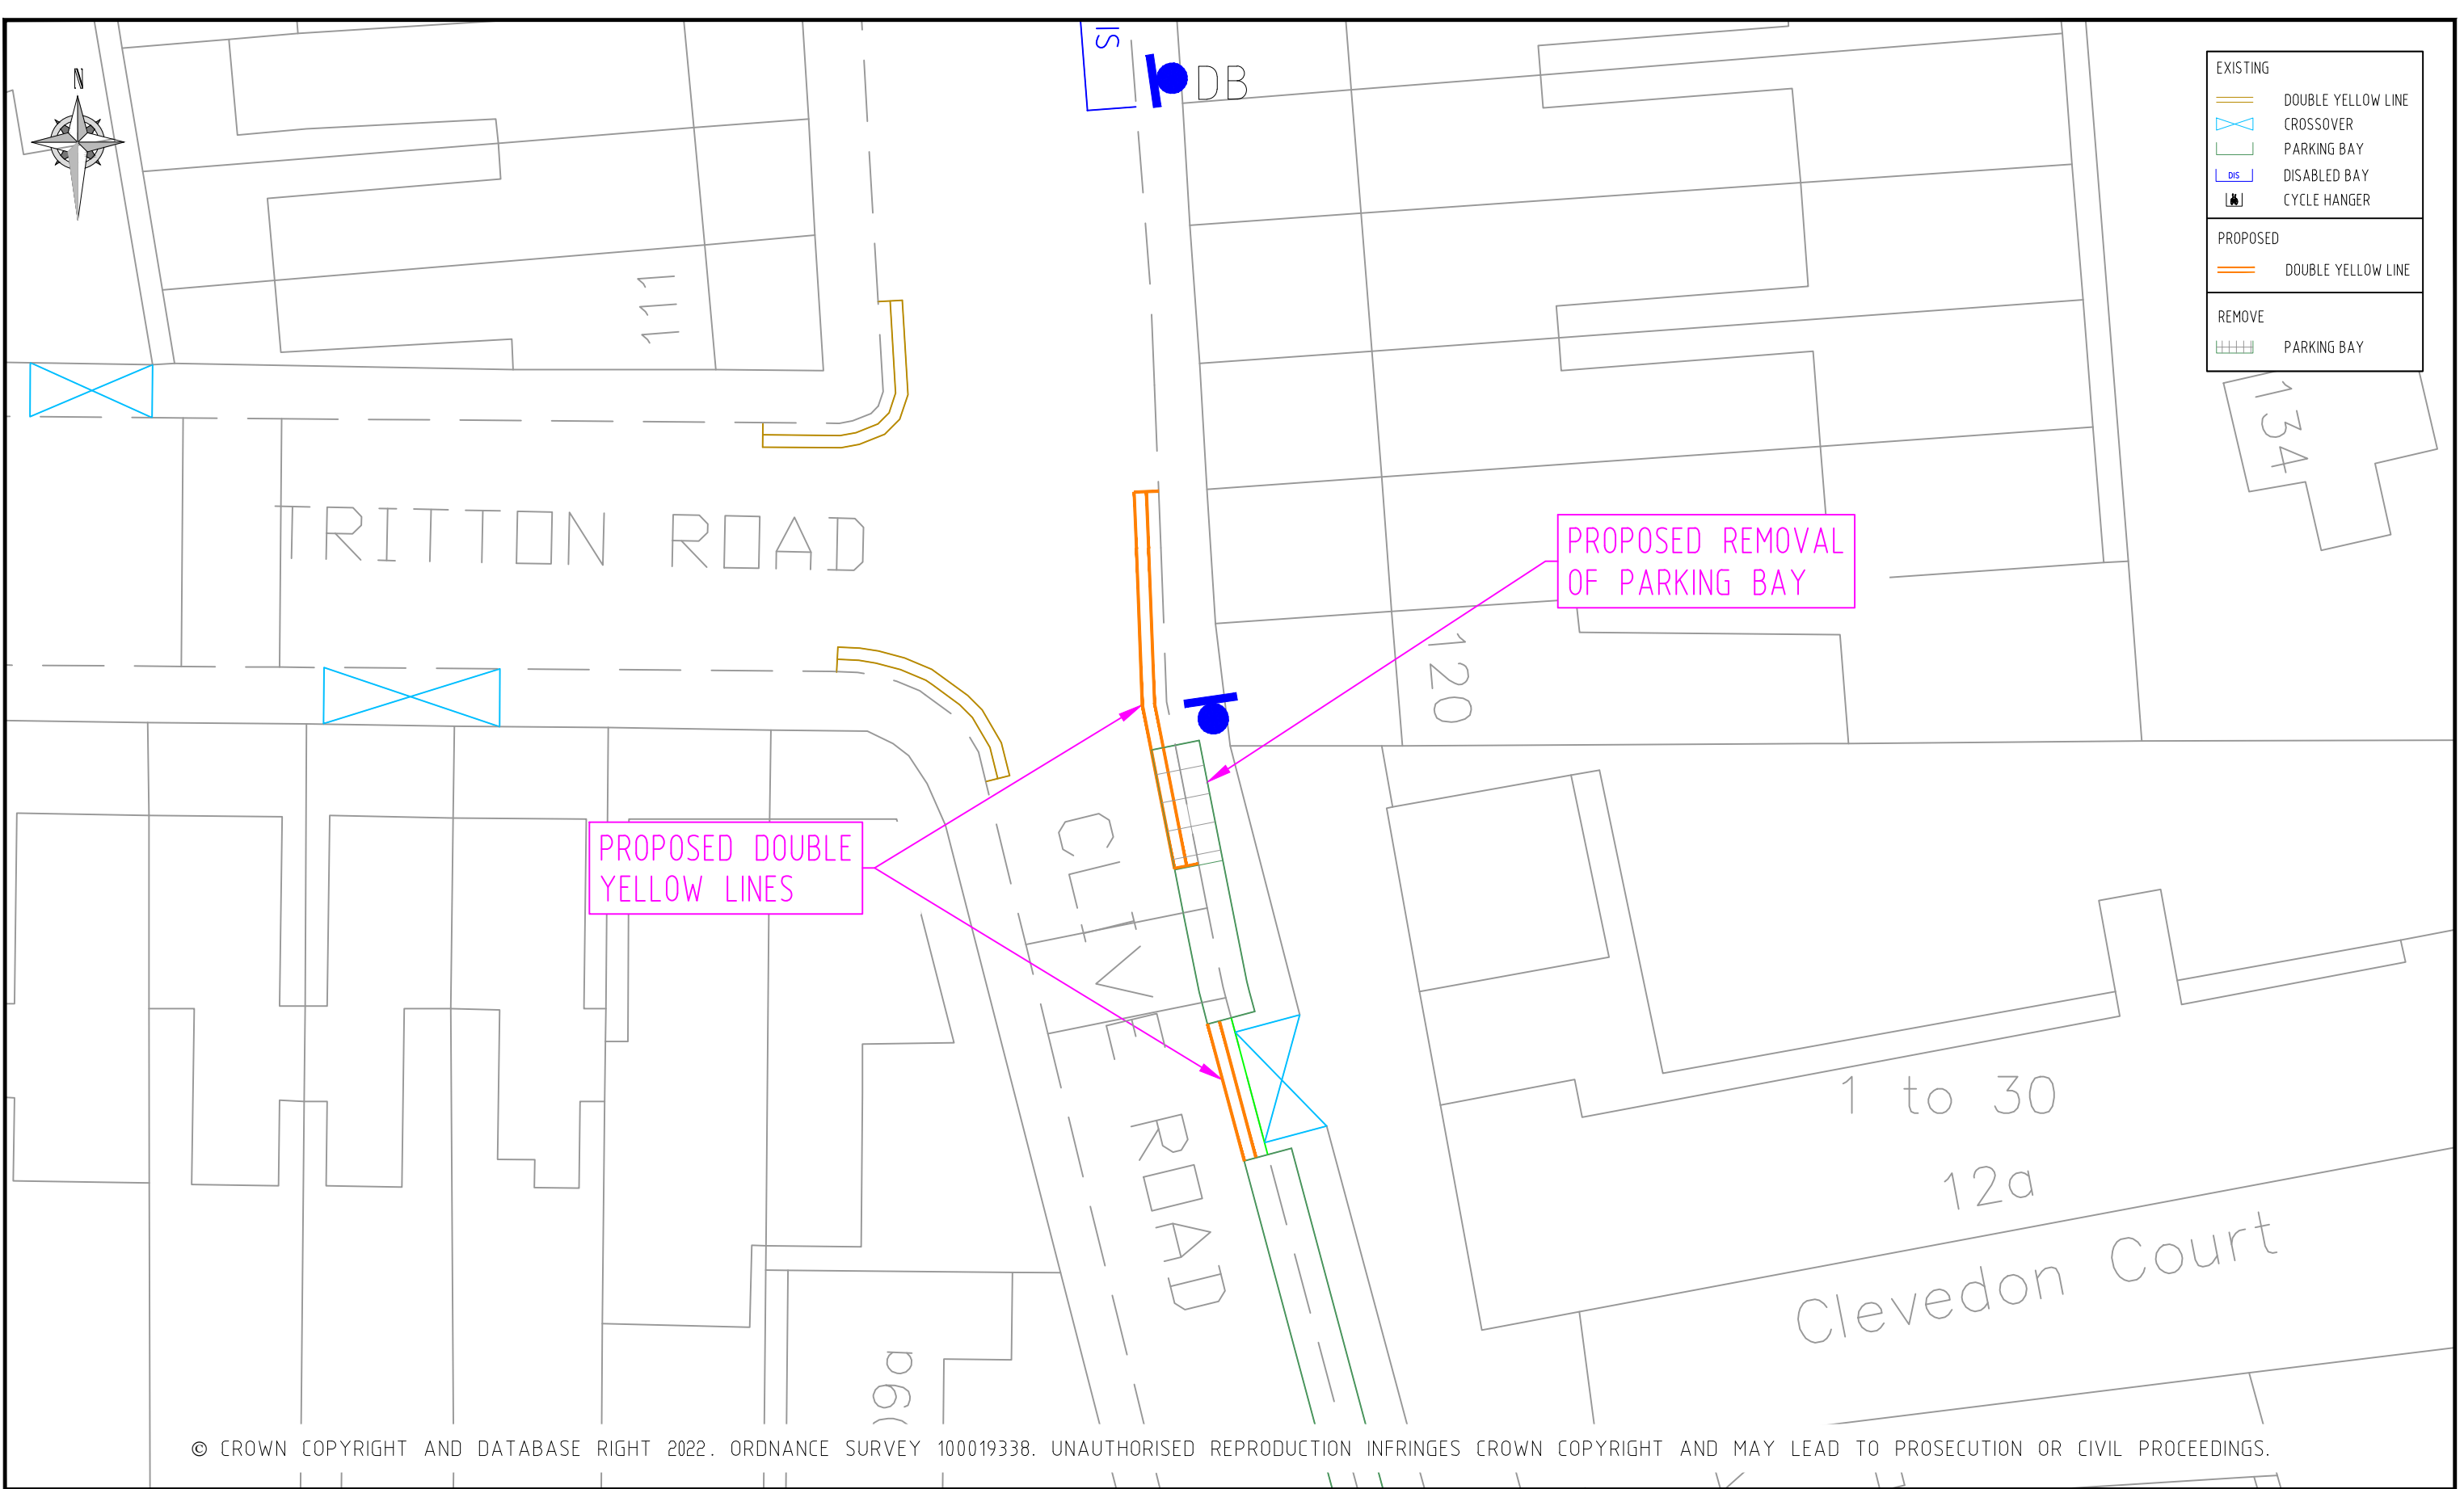 N
IS
DB
EXISTING
DOUBLE YELLOW LINE
CROSSOVER
PARKING BAY
DIS DISABLED BAY
CYCLE HANGER
PROPOSED
DOUBLE YELLOW LINE
REMOVE
PARKING BAY
111
134
TRITTON ROAD
PROPOSED REMOVAL
OF PARKING BAY
120
PROPOSED DOUBLE
YELLOW LINES
CLIVE ROAD
1 to 30
12a
Clevedon Court
© CROWN COPYRIGHT AND DATABASE RIGHT 2022. ORDNANCE SURVEY 100019338. UNAUTHORISED REPRODUCTION INFRINGES CROWN COPYRIGHT AND MAY LEAD TO PROSECUTION OR CIVIL PROCEEDINGS.